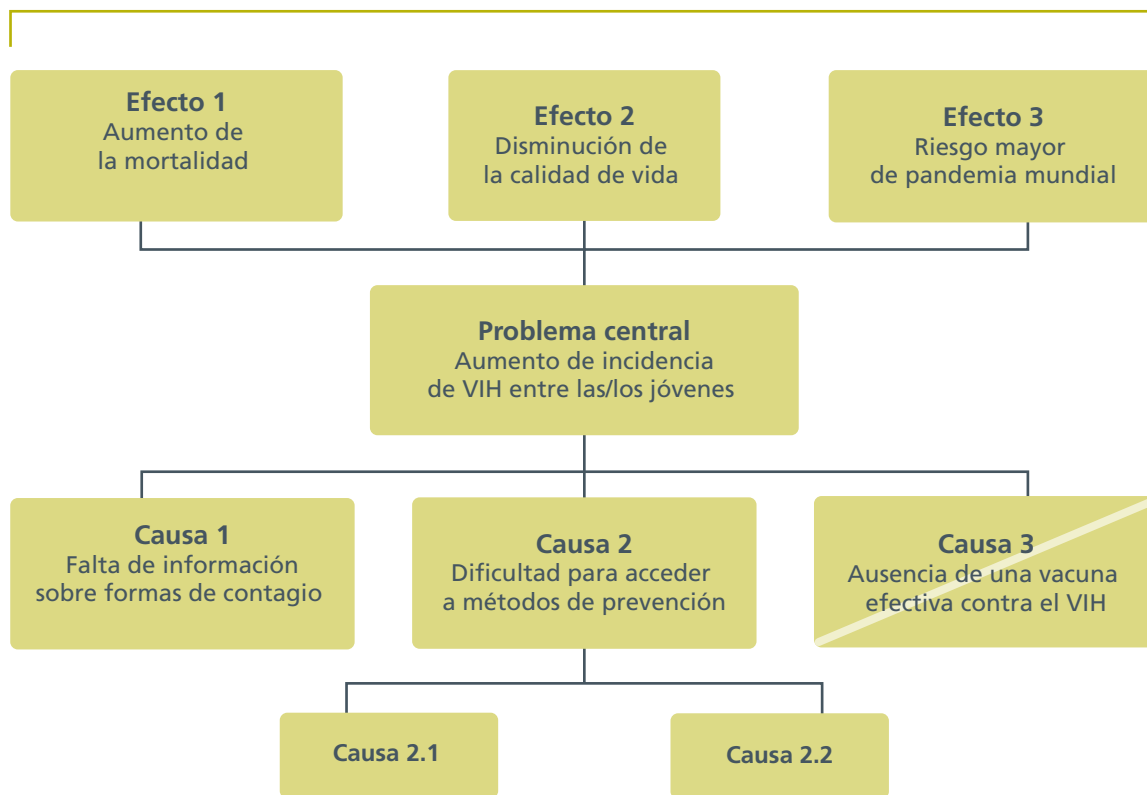 Efecto 1
Aumento de
la mortalidad
Efecto 2
Disminución de
la calidad de vida
Efecto 3
Riesgo mayor
de pandemia mundial
Problema central
Aumento de incidencia
de VIH entre las/los jóvenes
Causa 1
Falta de información
sobre formas de contagio
Causa 2
Dificultad para acceder
a métodos de prevención
Causa 3
Ausencia de una vacuna
efectiva contra el VIH
Causa 2.1
Causa 2.2